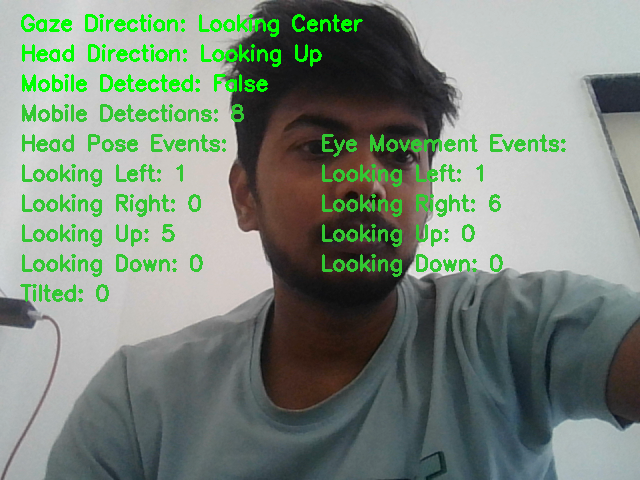 Gaze Direction: Looking Center
Head Direction: Looking Up
Mobile Detected: False
Mobile Detections: 8
Head Pose Events:
Looking Left: 1
Looking Right: 0
Looking Up: 5
Looking Down: 0
Tilted: 0
Eye Movement Events:
Looking Left: 1
Looking Right: 6
Looking Up: 0
Looking Down: 0